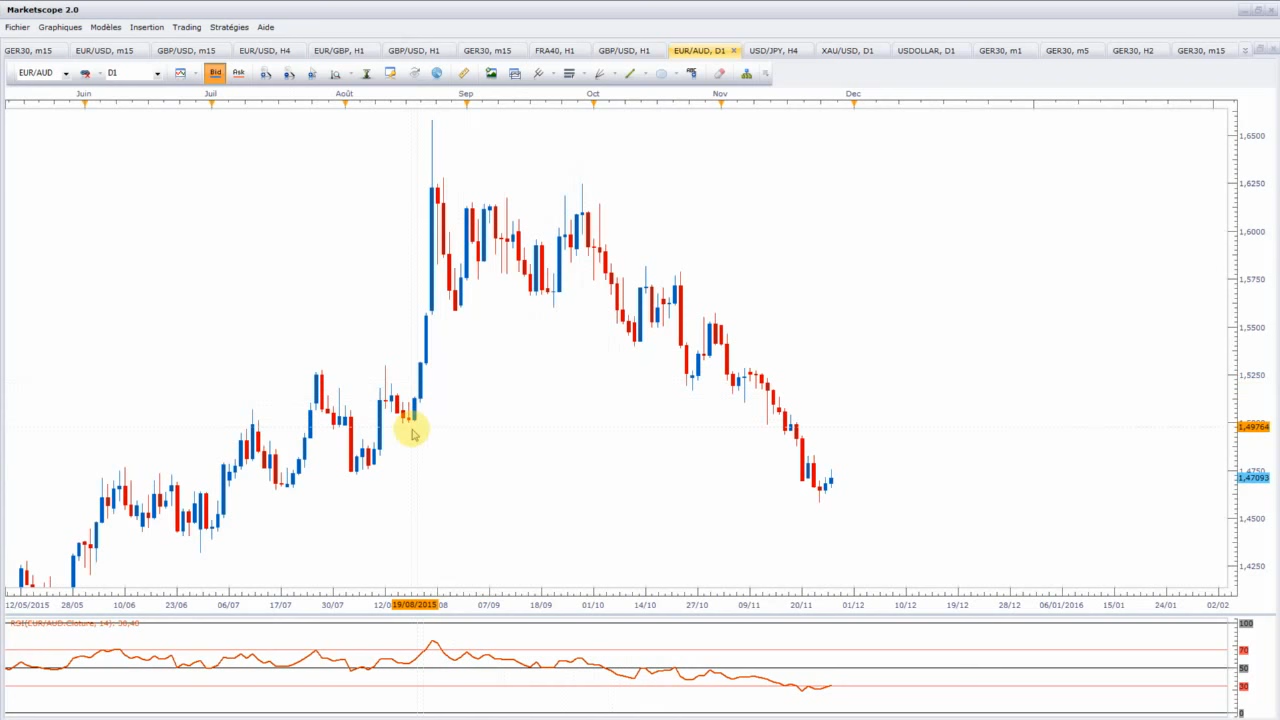 Marketscope 2.0
Fichier Graphiques Modèles Insertion Trading Stratégies Aide
GER30, m15 EUR/USD, m15 GBP/USD, m15 EUR/USD, H4 EUR/GBP, H1 GBP/USD, H1 GER30, m15 FRA40, H1 GBP/USD, H1 EUR/AUD, D1 USD/JPY, H4 XAU/USD, D1 USDOLLAR, D1 GER30, m1 GER30, m5 GER30, H2 GER30, m15
EUR/AUD D1 Bid Ask
Juin Juil Août Sep Oct Nov Dec
1,6500
1,6250
1,6000
1,5750
1,5500
1,5250
1,49764
1,47093
1,4500
1,4250
12/05/2015 28/05 10/06 23/06 06/07 17/07 30/07 12/0 19/08/2015 08 07/09 18/09 01/10 14/10 27/10 09/11 20/11 01/12 10/12 19/12 28/12 06/01/2016 15/01 24/01 02/02
RSI(EUR/AUD.Cloture, 14): 30,40
100
70
50
30
0